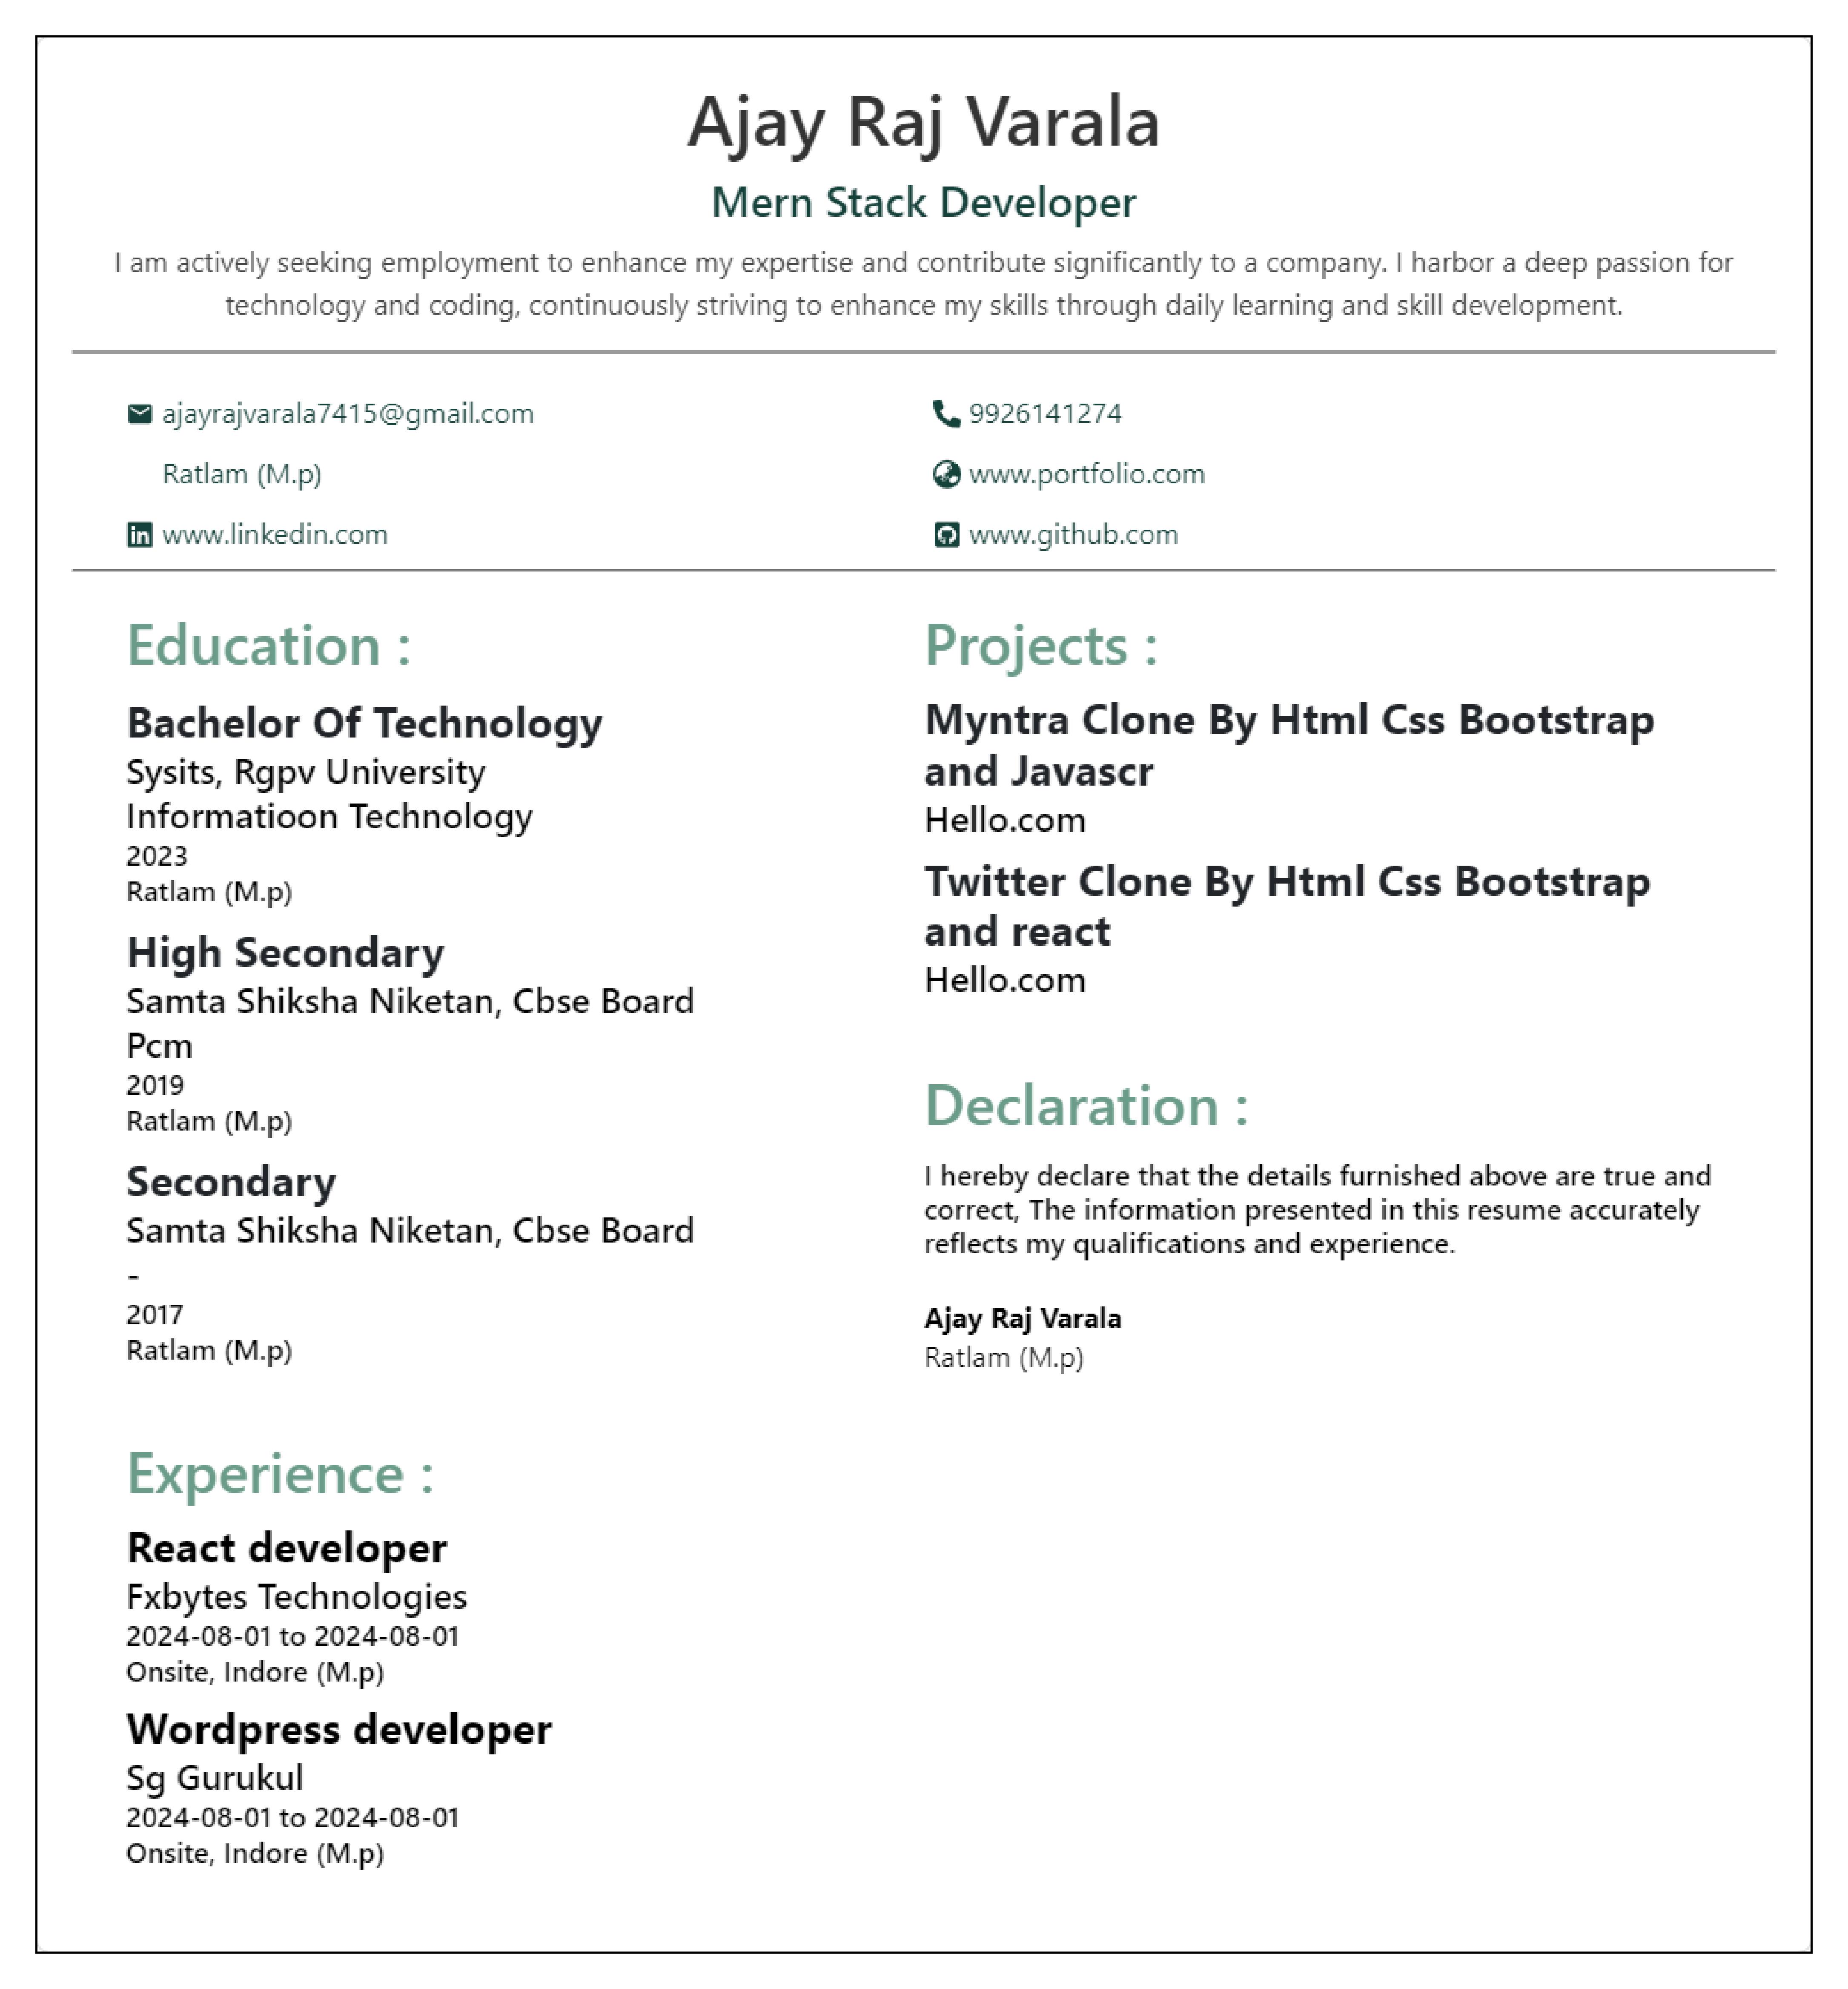 Ajay Raj Varala
Mern Stack Developer
I am actively seeking employment to enhance my expertise and contribute significantly to a company. I harbor a deep passion for
technology and coding, continuously striving to enhance my skills through daily learning and skill development.
ajayrajvarala7415@gmail.com
9926141274
Ratlam (M.p)
www.portfolio.com
www.linkedin.com
www.github.com
Education :
Bachelor Of Technology
Sysits, Rgpv University
Informatioon Technology
2023
Ratlam (M.p)
High Secondary
Samta Shiksha Niketan, Cbse Board
Pcm
2019
Ratlam (M.p)
Secondary
Samta Shiksha Niketan, Cbse Board
-
2017
Ratlam (M.p)
Experience :
React developer
Fxbytes Technologies
2024-08-01 to 2024-08-01
Onsite, Indore (M.p)
Wordpress developer
Sg Gurukul
2024-08-01 to 2024-08-01
Onsite, Indore (M.p)
Projects :
Myntra Clone By Html Css Bootstrap
and Javascr
Hello.com
Twitter Clone By Html Css Bootstrap
and react
Hello.com
Declaration :
I hereby declare that the details furnished above are true and
correct, The information presented in this resume accurately
reflects my qualifications and experience.
Ajay Raj Varala
Ratlam (M.p)